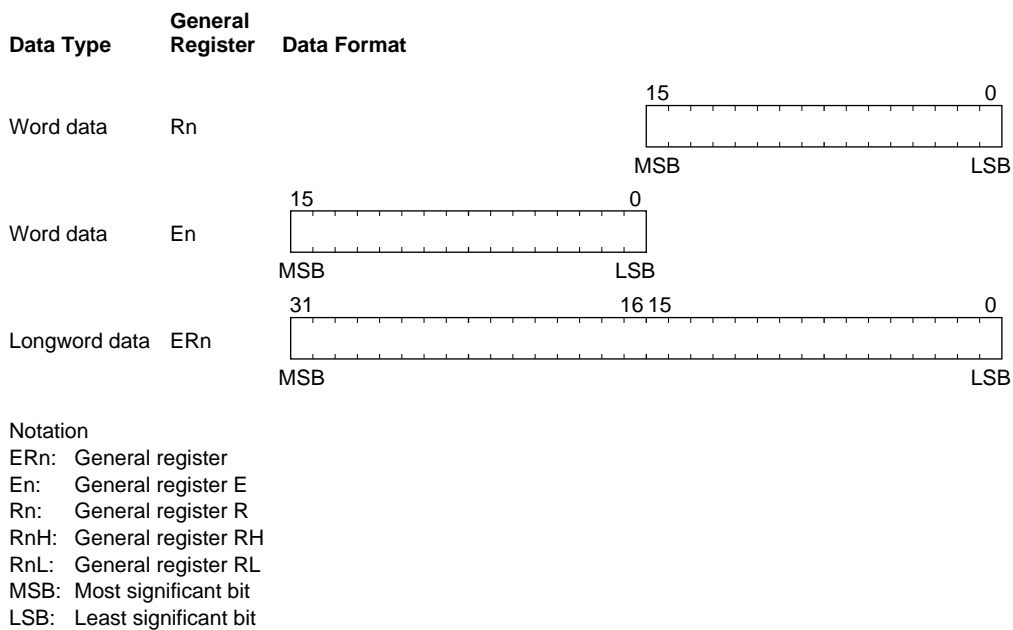 General
Data Type Register Data Format
15 0
Word data Rn
MSB LSB
15 0
Word data En
MSB LSB
31 16 15 0
Longword data ERn
MSB LSB
Notation
ERn: General register
En: General register E
Rn: General register R
RnH: General register RH
RnL: General register RL
MSB: Most significant bit
LSB: Least significant bit